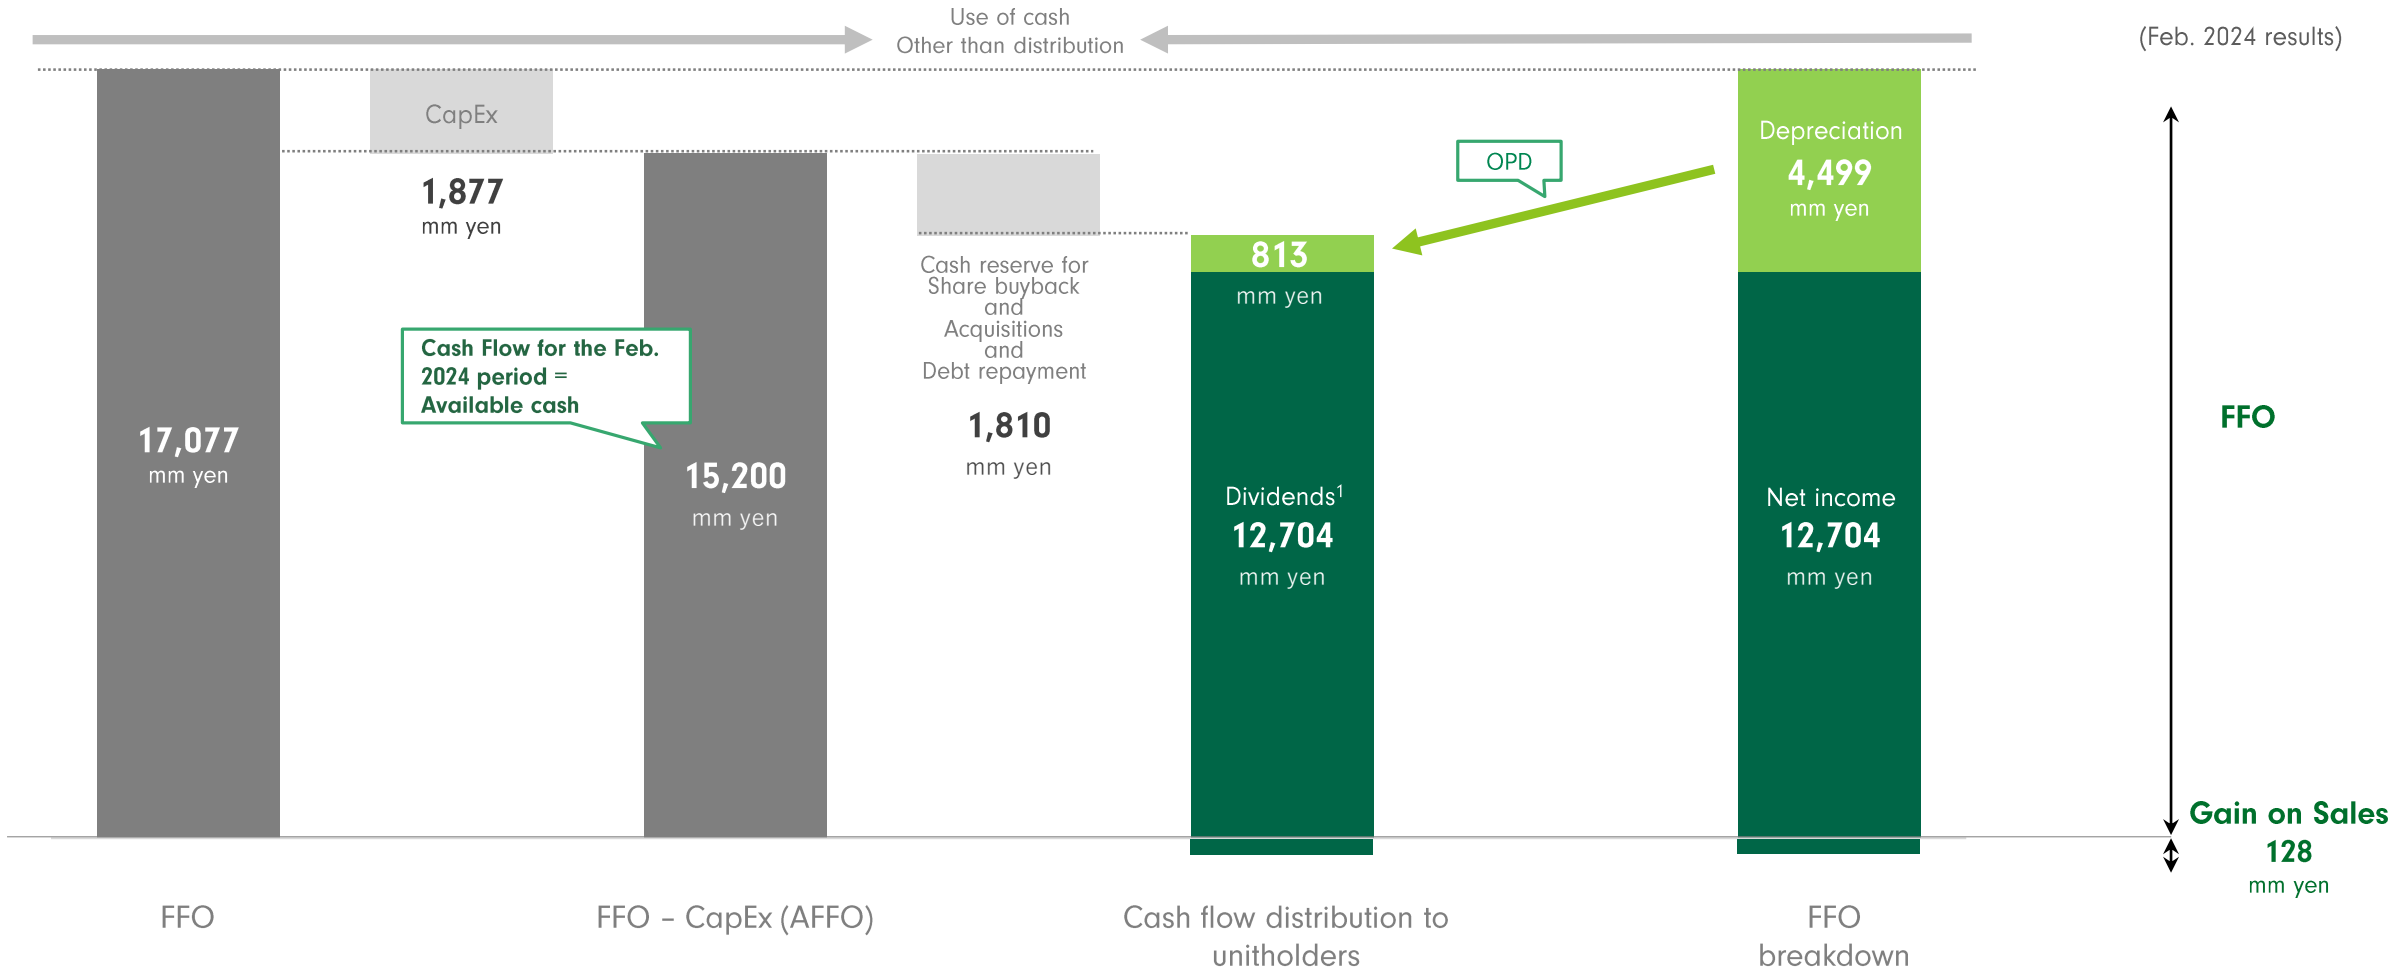 Use of cash
Other than distribution
(Feb. 2024 results)
CapEx
1,877
mm yen
Cash Flow for the Feb.
2024 period =
Available cash
17,077
mm yen
15,200
mm yen
Cash reserve for
Share buyback
and
Acquisitions
and
Debt repayment
1,810
mm yen
OPD
813
mm yen
Dividends¹
12,704
mm yen
Depreciation
4,499
mm yen
Net income
12,704
mm yen
FFO
Gain on Sales
128
mm yen
FFO
FFO – CapEx (AFFO)
Cash flow distribution to
unitholders
FFO
breakdown